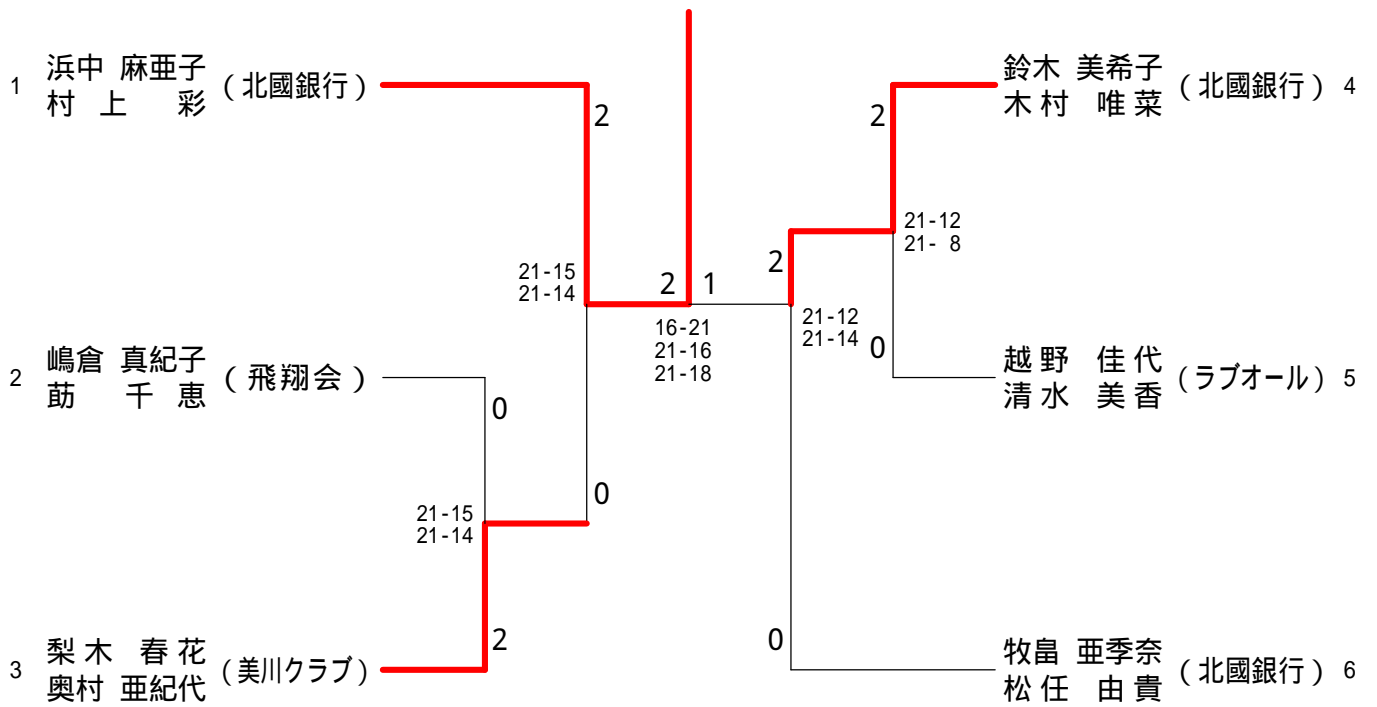 1 浜中 麻亜子 (北國銀行)
村上 彩
2
21-15
21-14
2 嶋倉 真紀子 (飛翔会)
莇 千恵
0
0
21-15
21-14
3 梨木 春花 (美川クラブ)
奥村 亜紀代
2
2 1
16-21
21-16
21-18
鈴木 美希子 (北國銀行) 4
木村 唯菜
2
21-12
21- 8
2
21-12
21-14
0
越野 佳代 (ラブオール) 5
清水 美香
0
牧畠 亜季奈 (北國銀行) 6
松任 由貴